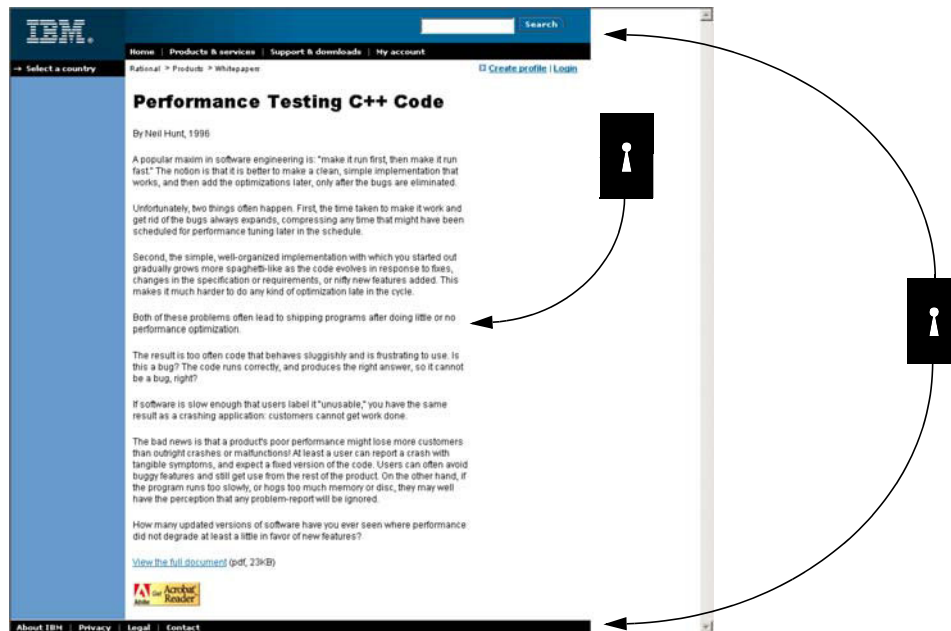 IBM.
Search
Home | Products & services | Support & downloads | My account
→ Select a country
Rational > Products > Whitepapers
Create profile | Login
Performance Testing C++ Code
By Neil Hunt, 1996
A popular maxim in software engineering is: "make it run first, then make it run
fast." The notion is that it is better to make a clean, simple implementation that
works, and then add the optimizations later, only after the bugs are eliminated.
Unfortunately, two things often happen. First, the time taken to make it work and
get rid of the bugs always expands, compressing any time that might have been
scheduled for performance tuning later in the schedule.
Second, the simple, well-organized implementation with which you started out
gradually grows more spaghetti-like as the code evolves in response to fixes,
changes in the specification or requirements, or nifty new features added. This
makes it much harder to do any kind of optimization late in the cycle.
Both of these problems often lead to shipping programs after doing little or no
performance optimization.
The result is too often code that behaves sluggishly and is frustrating to use. Is
this a bug? The code runs correctly, and produces the right answer, so it cannot
be a bug, right?
If software is slow enough that users label it "unusable," you have the same
result as a crashing application: customers cannot get work done.
The bad news is that a product's poor performance might lose more customers
than outright crashes or malfunctions! At least a user can report a crash with
tangible symptoms, and expect a fixed version of the code. Users can often avoid
buggy features and still get use from the rest of the product. On the other hand, if
the program runs too slowly, or hogs too much memory or disc, they may well
have the perception that any problem-report will be ignored.
How many updated versions of software have you ever seen where performance
did not degrade at least a little in favor of new features?
View the full document (pdf, 23KB)
Adobe Get Acrobat
Reader
About IBM | Privacy | Legal | Contact